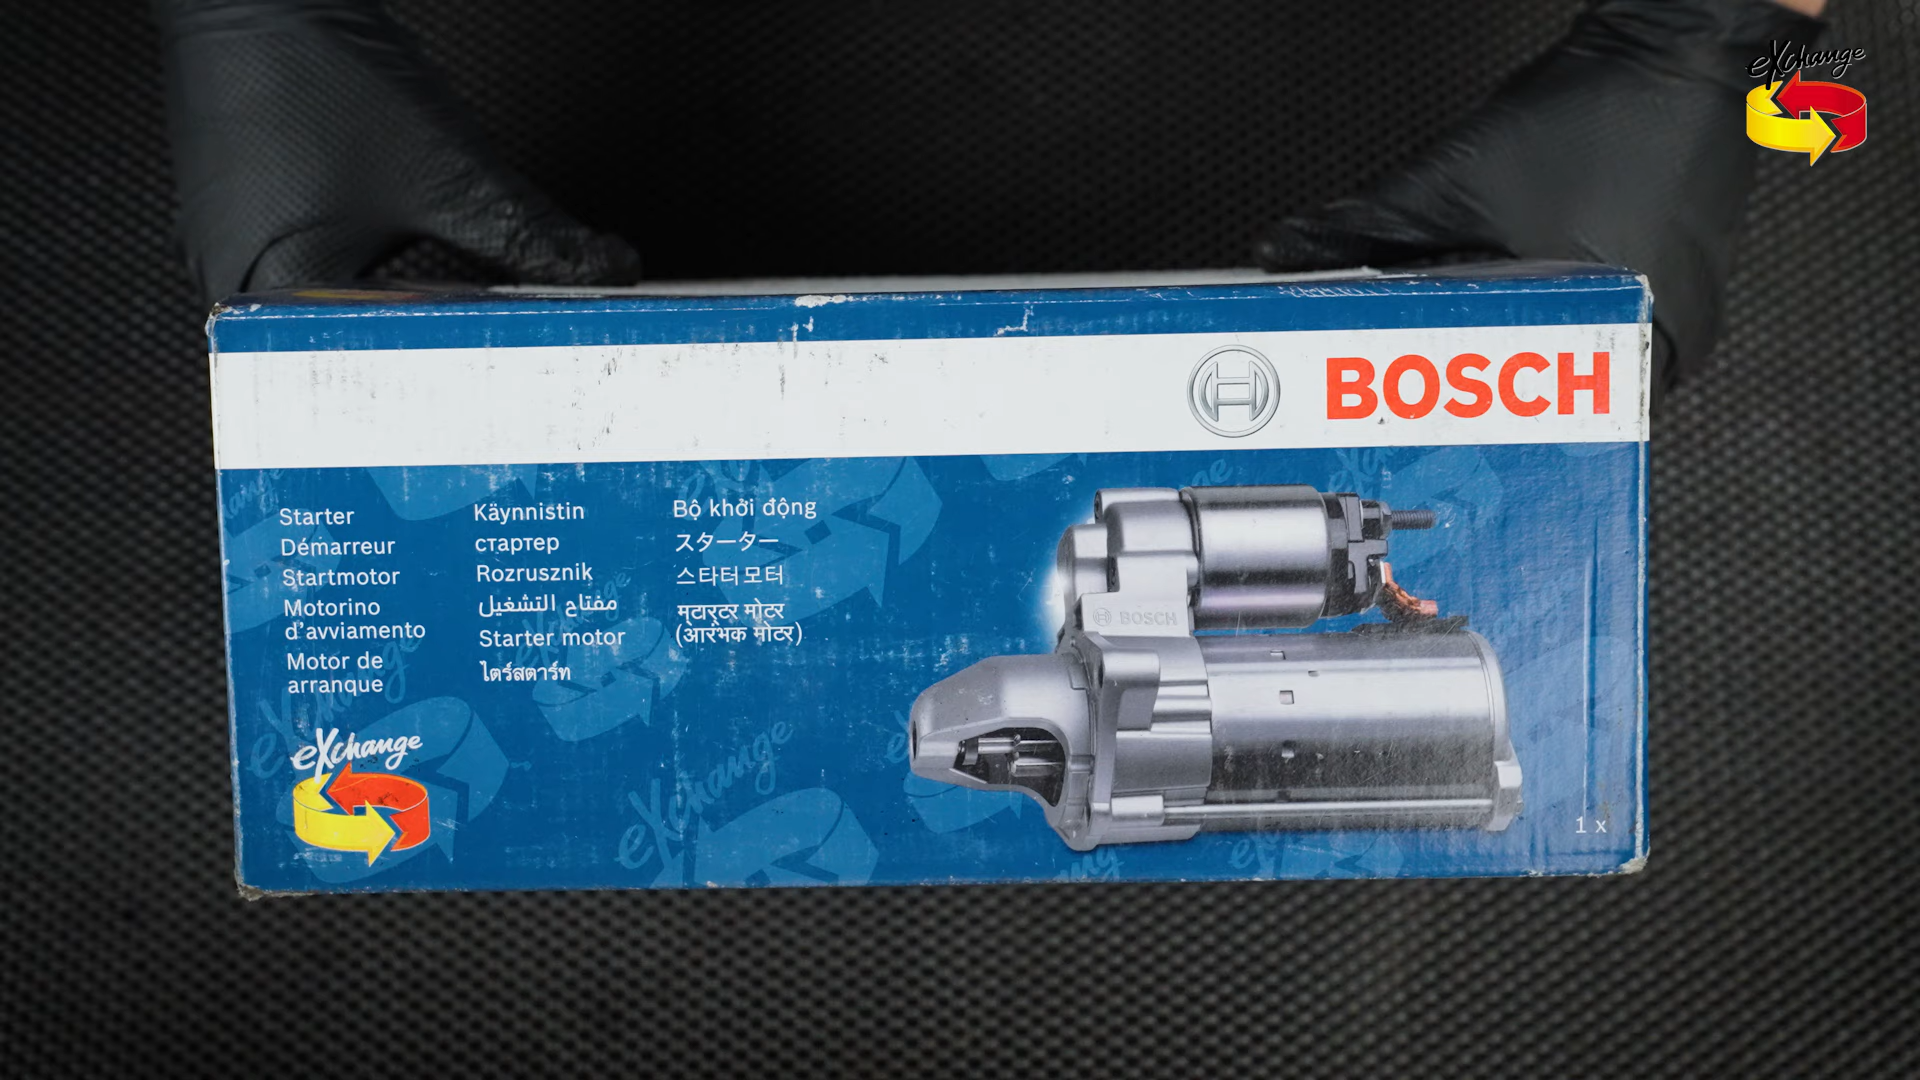 eXchange
BOSCH
Starter
Démarreur
Startmotor
Motorino
d'avviamento
Motor de
arranque
Käynnistin
стартер
Rozrusznik
مفتاح التشغيل
Starter motor
ไดร์สตาร์ท
Bộ khởi động
スターター
스타터 모터
मटार्टर मोटर
(आरंभक मोटर)
eXchange
BOSCH
1 x